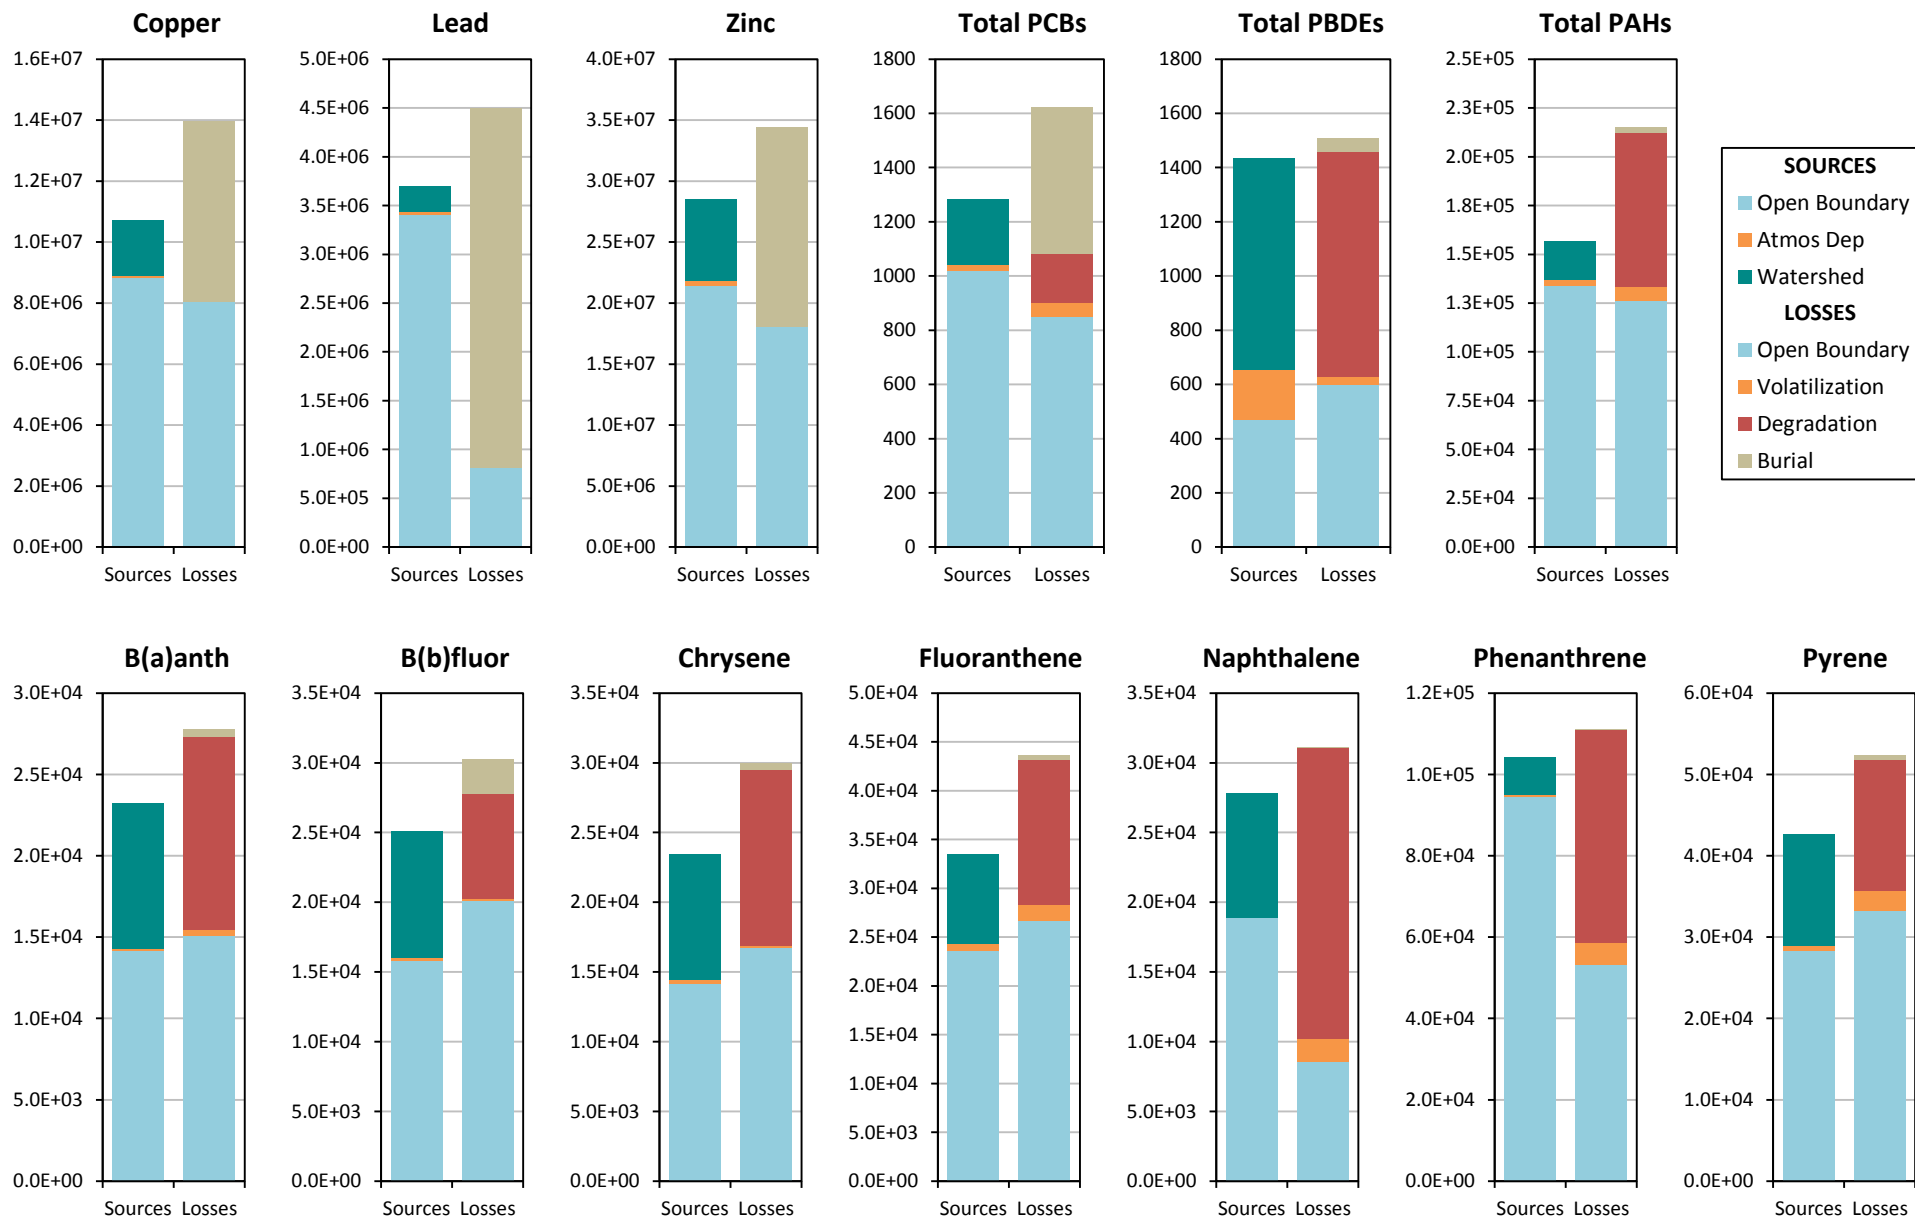 Copper Lead Zinc Total PCBs Total PBDEs Total PAHs
1.6E+07 5.0E+06 4.0E+07 1800 1800 2.5E+05
1.4E+07 4.5E+06 3.5E+07 1600 1600 2.3E+05
1.2E+07 4.0E+06 3.0E+07 1400 1400 2.0E+05
1.0E+07 3.5E+06 2.5E+07 1200 1200 1.8E+05
8.0E+06 3.0E+06 2.0E+07 1000 1000 1.5E+05
6.0E+06 2.5E+06 1.5E+07 800 800 1.3E+05
4.0E+06 2.0E+06 1.0E+07 600 600 1.0E+05
2.0E+06 1.5E+06 5.0E+06 400 400 7.5E+04
0.0E+00 1.0E+06 0.0E+00 200 200 5.0E+04
5.0E+05 0 0 2.5E+04
0.0E+00 0.0E+00
Sources Losses Sources Losses Sources Losses Sources Losses Sources Losses Sources Losses
SOURCES
Open Boundary
Atmos Dep
Watershed
LOSSES
Open Boundary
Volatilization
Degradation
Burial
B(a)anth B(b)fluor Chrysene Fluoranthene Naphthalene Phenanthrene Pyrene
3.0E+04 3.5E+04 3.5E+04 5.0E+04 3.5E+04 1.2E+05 6.0E+04
2.5E+04 3.0E+04 3.0E+04 4.5E+04 3.0E+04 1.0E+05 5.0E+04
2.0E+04 2.5E+04 2.5E+04 4.0E+04 2.5E+04 8.0E+04 4.0E+04
1.5E+04 2.0E+04 2.0E+04 3.5E+04 2.0E+04 6.0E+04 3.0E+04
1.0E+04 1.5E+04 1.5E+04 3.0E+04 1.5E+04 4.0E+04 2.0E+04
5.0E+03 1.0E+04 1.0E+04 2.5E+04 1.0E+04 2.0E+04 1.0E+04
0.0E+00 5.0E+03 5.0E+03 2.0E+04 5.0E+03 0.0E+00 0.0E+00
0.0E+00 0.0E+00 1.5E+04 0.0E+00
1.0E+04
5.0E+03
0.0E+00
Sources Losses Sources Losses Sources Losses Sources Losses Sources Losses Sources Losses Sources Losses